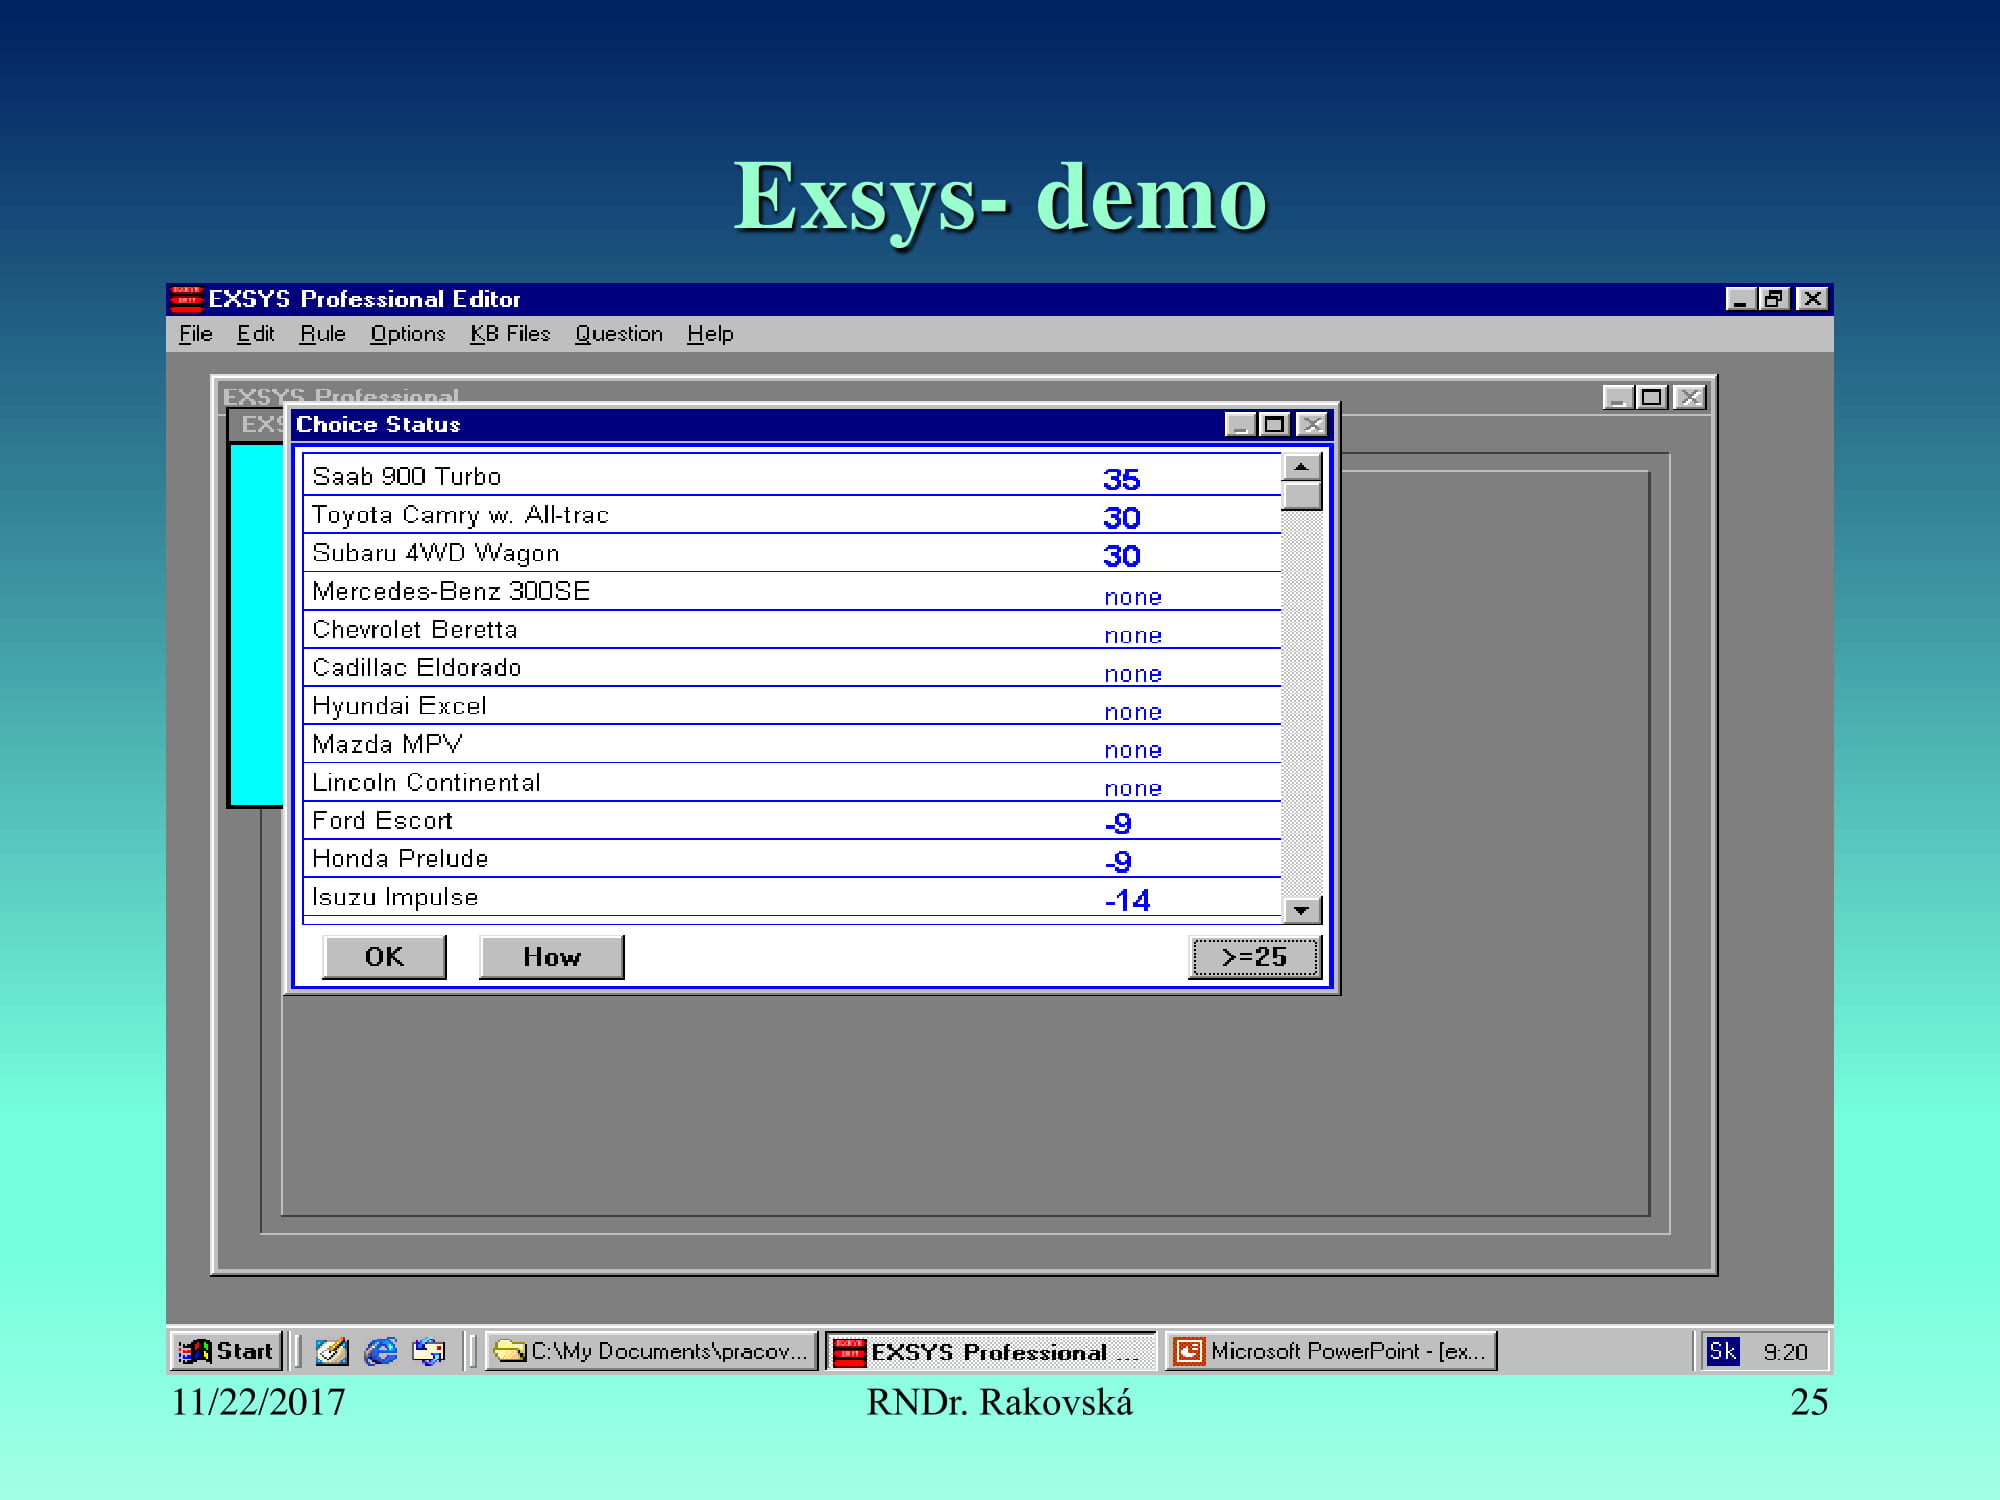 Exsys- demo
EXSYS Professional Editor
File Edit Rule Options KB Files Question Help
EXSYS Professional
EXS
Choice Status
Saab 900 Turbo 35
Toyota Camry w. All-trac 30
Subaru 4WD Wagon 30
Mercedes-Benz 300SE none
Chevrolet Beretta none
Cadillac Eldorado none
Hyundai Excel none
Mazda MPV none
Lincoln Continental none
Ford Escort -9
Honda Prelude -9
Isuzu Impulse -14
OK How >=25
Start C:\My Documents\pracov... EXSYS Professional ... Microsoft PowerPoint - [ex... Sk 9:20
11/22/2017 RNDr. Rakovská 25